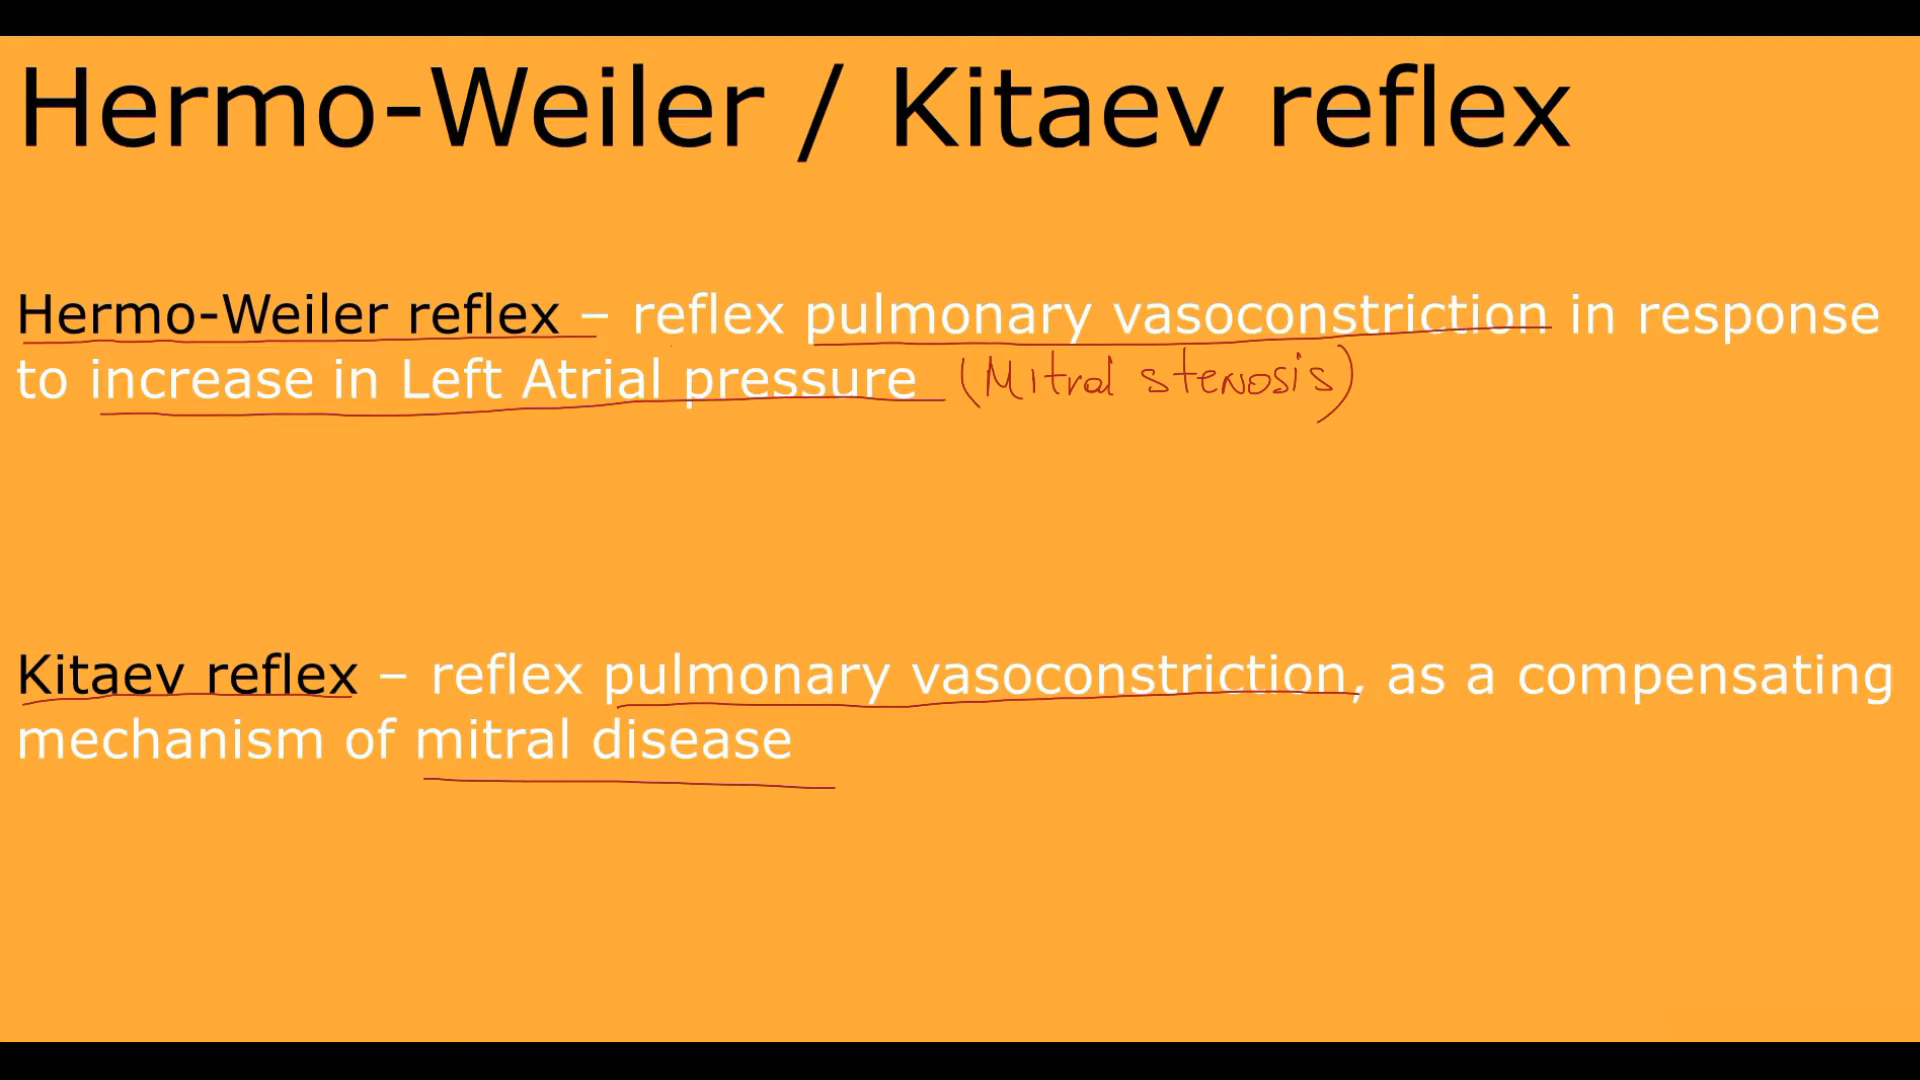 Hermo-Weiler / Kitaev reflex
Hermo-Weiler reflex – reflex pulmonary vasoconstriction in response
to increase in Left Atrial pressure (Mitral stenosis)
Kitaev reflex – reflex pulmonary vasoconstriction, as a compensating
mechanism of mitral disease